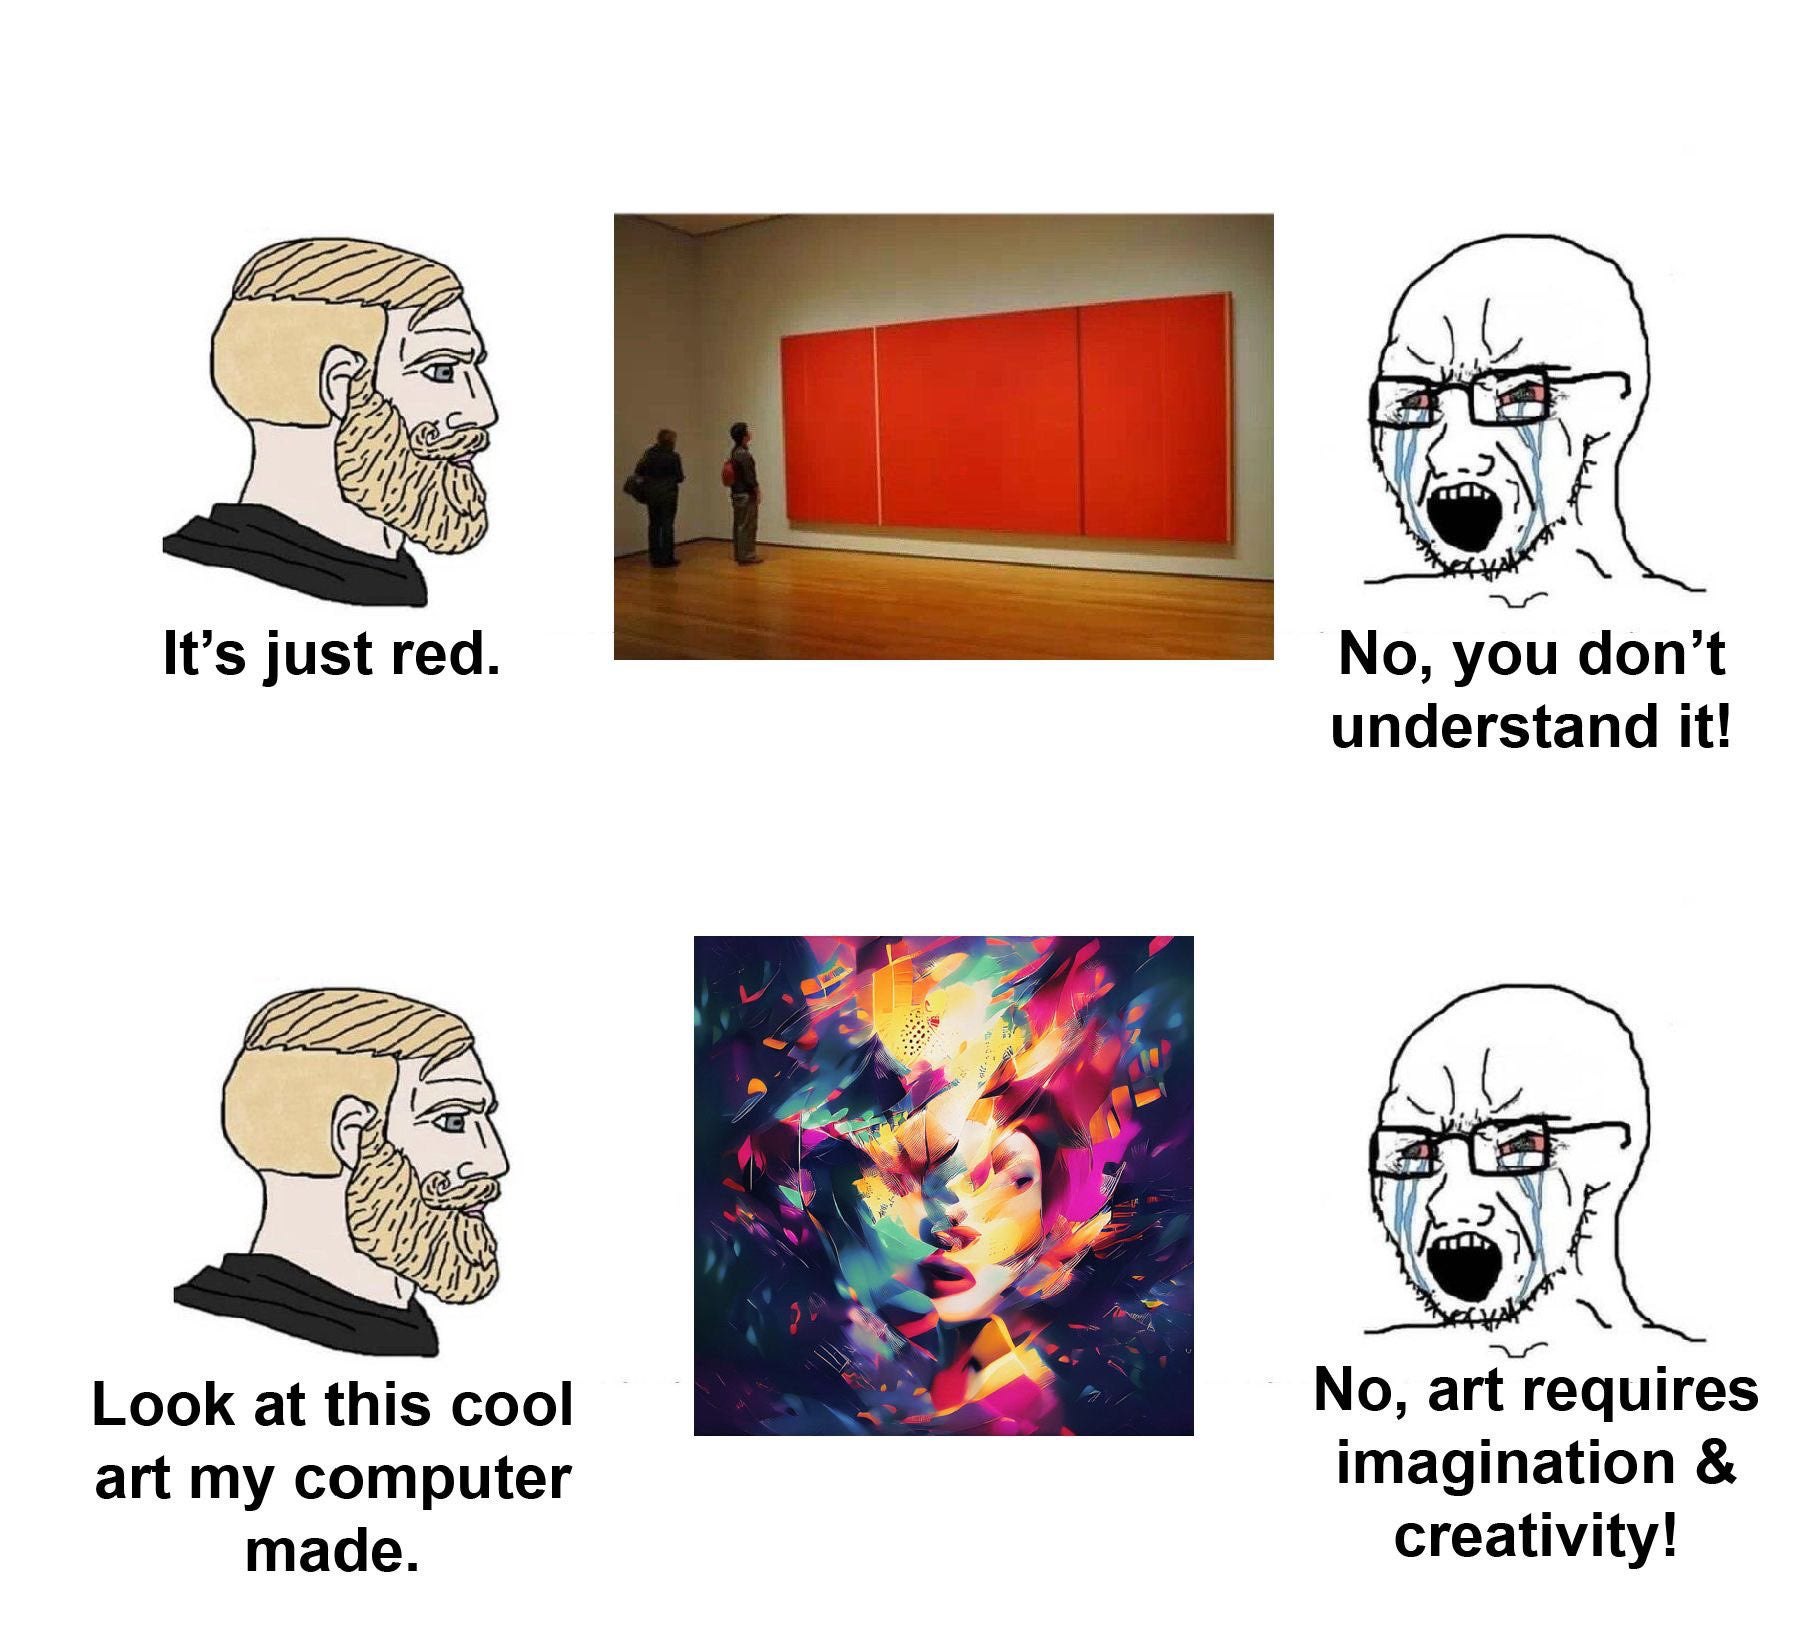 It’s just red.
No, you don’t
understand it!
Look at this cool
art my computer
made.
No, art requires
imagination &
creativity!